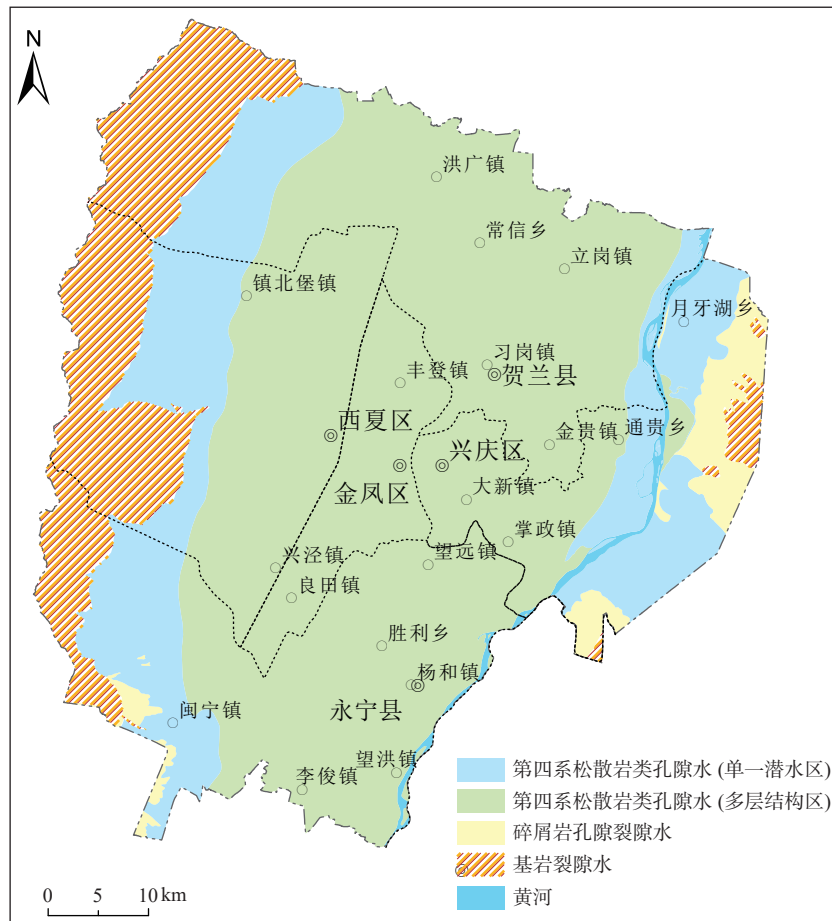 N
洪广镇
常信乡
立岗镇
镇北堡镇
月牙湖乡
习岗镇
丰登镇
贺兰县
西夏区
兴庆区
金贵镇
通贵乡
金凤区
大新镇
掌政镇
兴泾镇
望远镇
良田镇
胜利乡
杨和镇
闽宁镇
永宁县
望洪镇
李俊镇
第四系松散岩类孔隙水 (单一潜水区)
第四系松散岩类孔隙水 (多层结构区)
碎屑岩孔隙裂隙水
基岩裂隙水
黄河
0 5 10 km